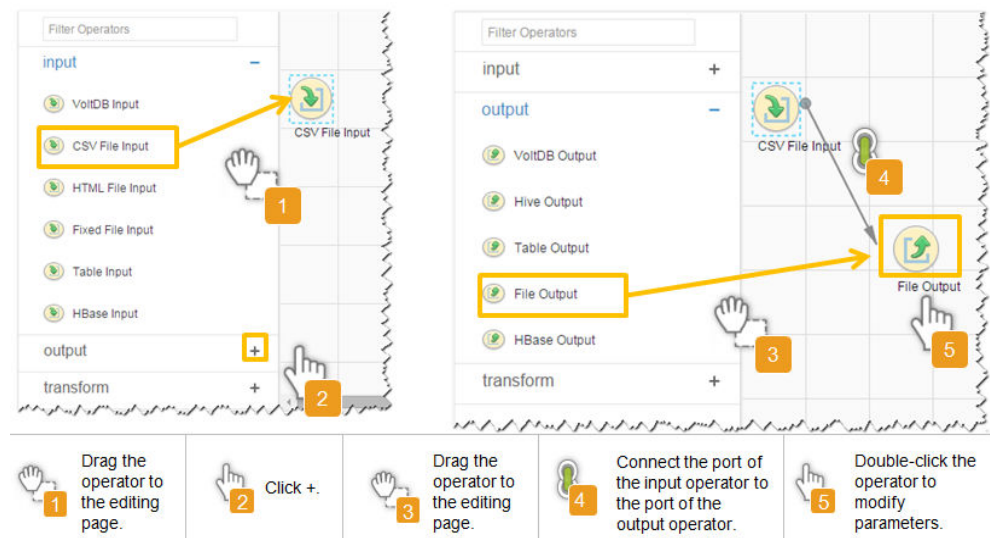 Filter Operators
input −
VoltDB Input
CSV File Input
HTML File Input
Fixed File Input
Table Input
HBase Input
output +
transform +
CSV File Input
1
2
Filter Operators
input +
output −
VoltDB Output
Hive Output
Table Output
File Output
HBase Output
transform +
CSV File Input
4
File Output
3
5
1
Drag the
operator to
the editing
page.
2
Click +.
3
Drag the
operator to
the editing
page.
4
Connect the port of
the input operator to
the port of the
output operator.
5
Double-click the
operator to
modify
parameters.